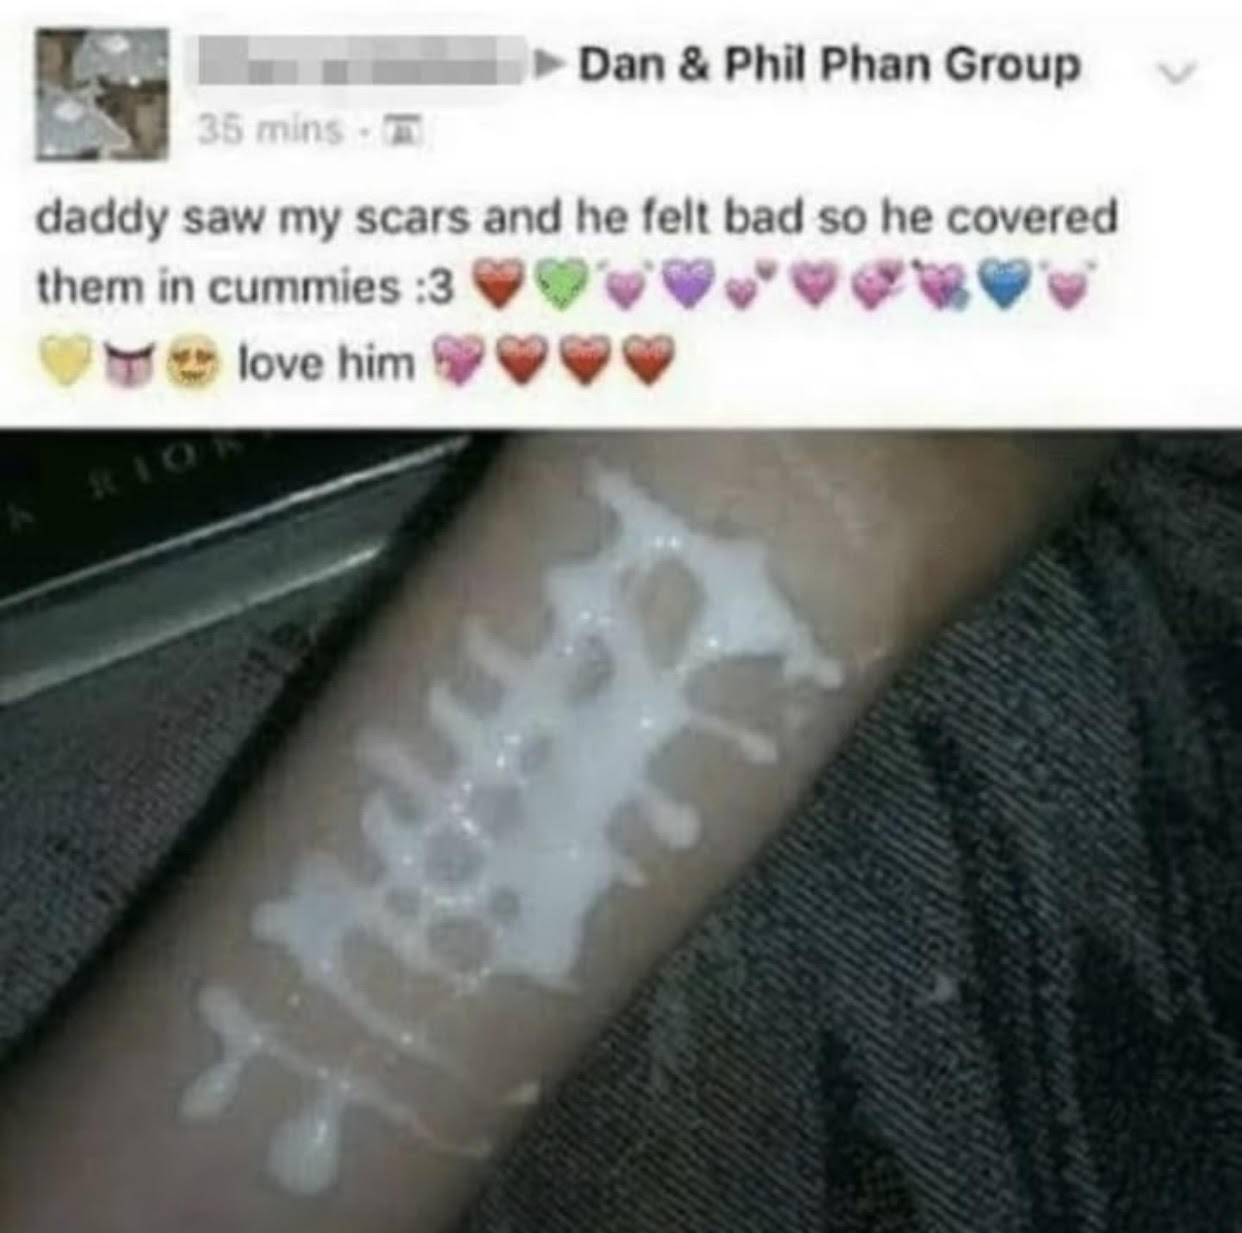 Dan & Phil Phan Group
35 mins ·
daddy saw my scars and he felt bad so he covered
them in cummies :3 ❤️💚💓💜💕💗💞💘💙💓
💛👅😍 love him 💖❤️❤️❤️